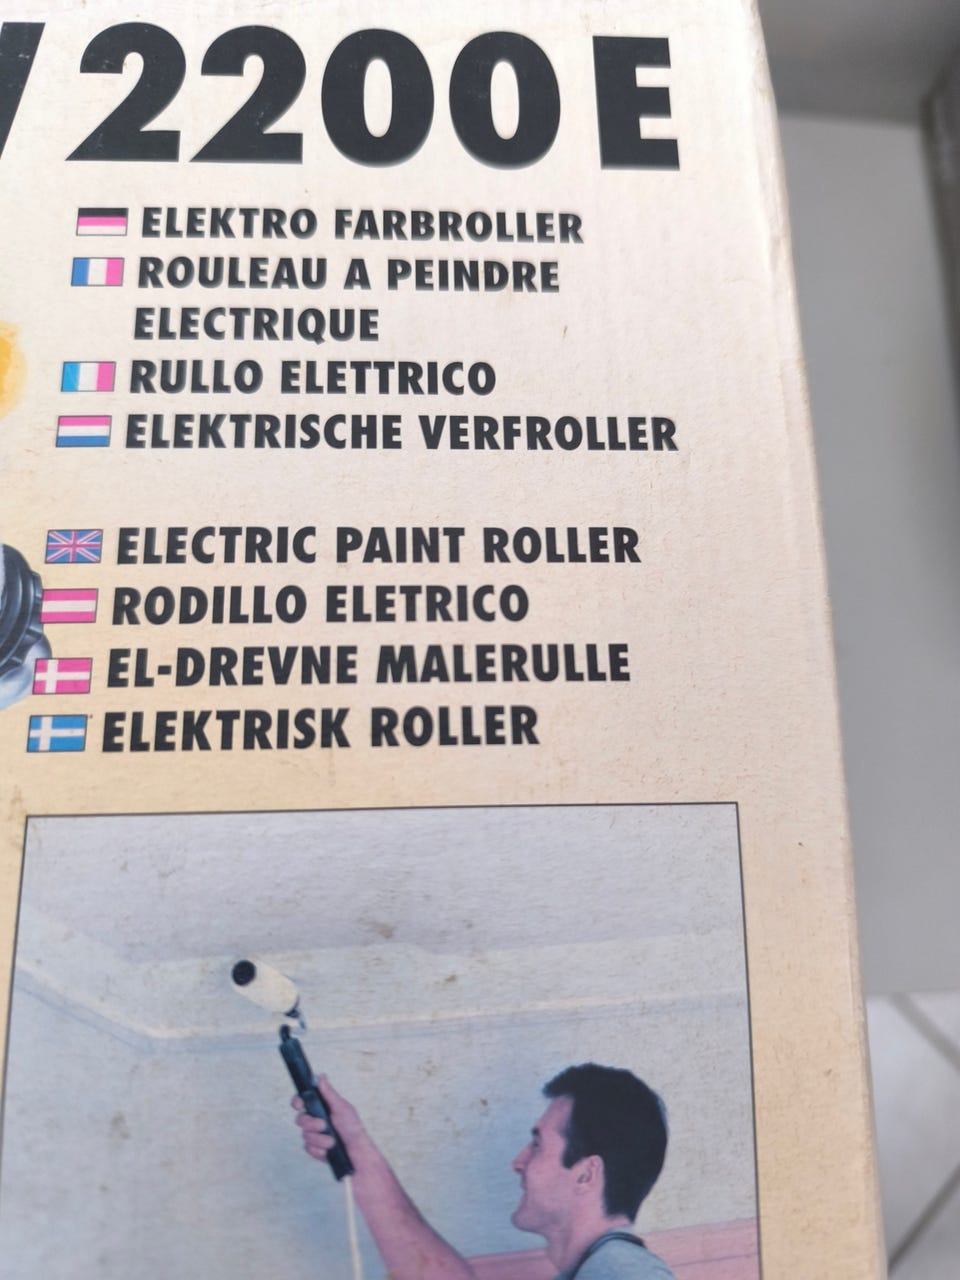 2200 E
ELEKTRO FARBROLLER
ROULEAU A PEINDRE
ELECTRIQUE
RULLO ELETTRICO
ELEKTRISCHE VERFROLLER
ELECTRIC PAINT ROLLER
RODILLO ELETRICO
EL-DREVNE MALERULLE
ELEKTRISK ROLLER